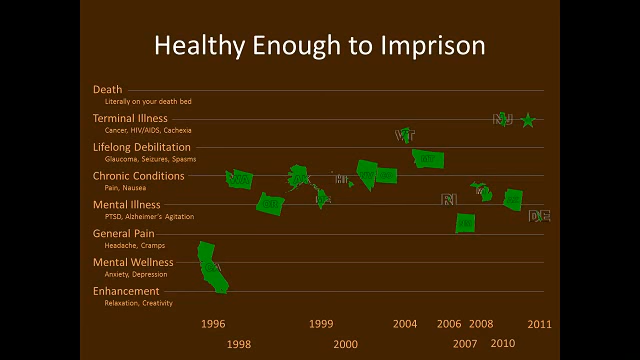 Healthy Enough to Imprison
Death
Literally on your death bed
Terminal Illness
Cancer, HIV/AIDS, Cachexia
NJ
VT
Lifelong Debilitation
Glaucoma, Seizures, Spasms
Chronic Conditions
Pain, Nausea
HI
RI
Mental Illness
PTSD, Alzheimer's Agitation
DE
General Pain
Headache, Cramps
Mental Wellness
Anxiety, Depression
Enhancement
Relaxation, Creativity
1996 1999 2004 2006 2008 2011
1998 2000 2007 2010